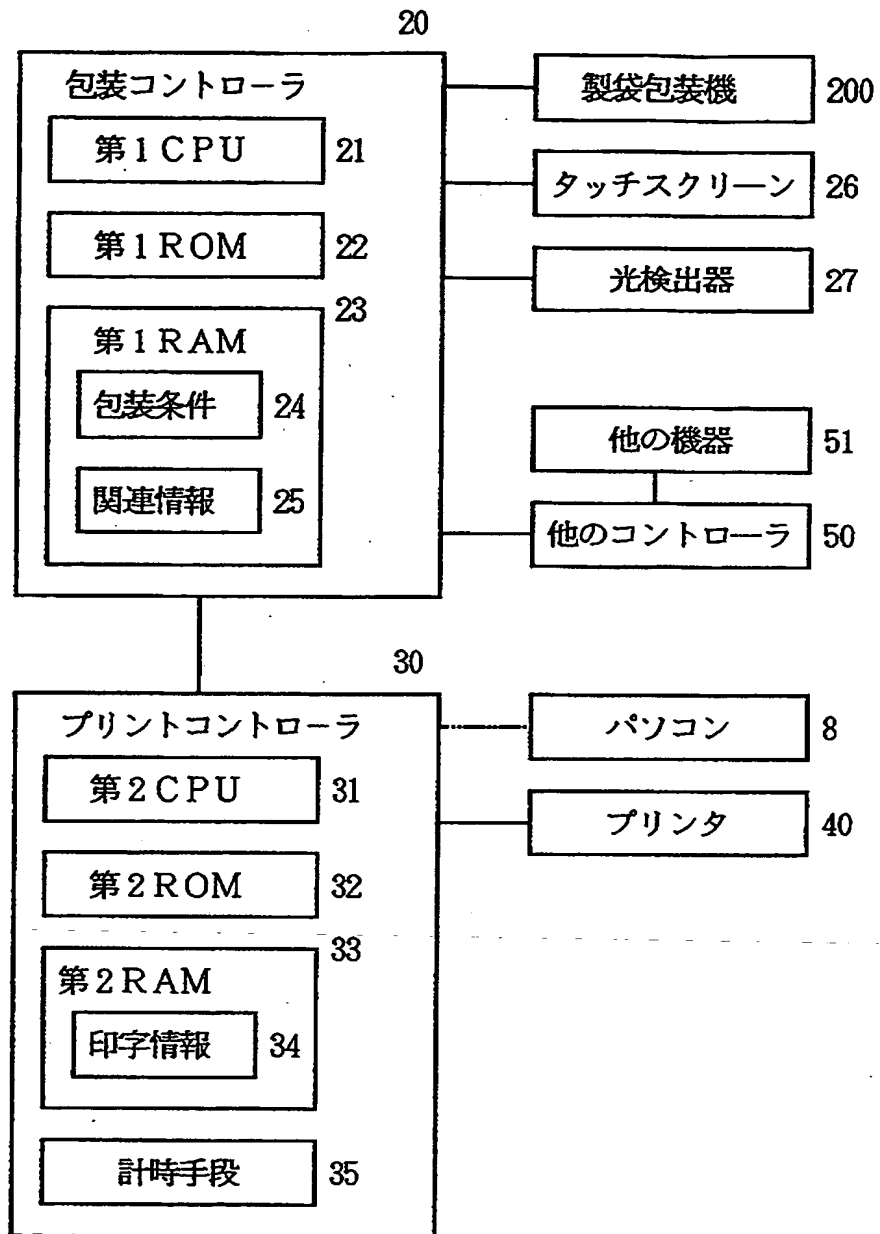 20
包装コントローラ
第1CPU 21
第1ROM 22
23
第1RAM
包装条件 24
関連情報 25
製袋包装機 200
タッチスクリーン 26
光検出器 27
他の機器 51
他のコントローラ 50
30
プリントコントローラ
第2CPU 31
第2ROM 32
33
第2RAM
印字情報 34
計時手段 35
パソコン 8
プリンタ 40